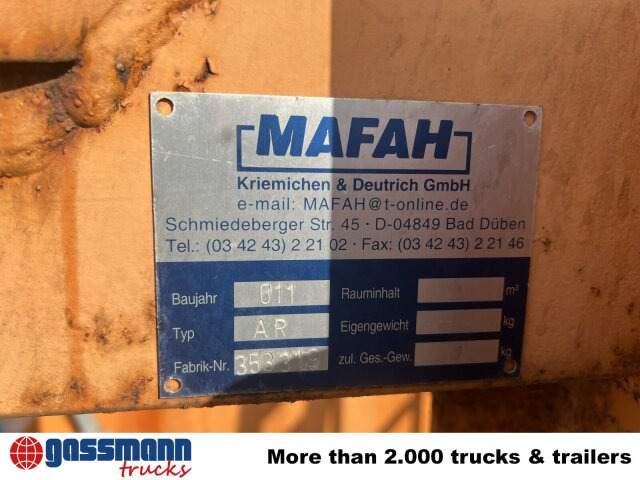 MAFAH
Kriemichen & Deutrich GmbH
e-mail: MAFAH@t-online.de
Schmiedeberger Str. 45 · D-04849 Bad Düben
Tel.: (03 42 43) 2 21 02 · Fax: (03 42 43) 2 21 46
Baujahr 011 Rauminhalt m³
Typ AR Eigengewicht kg
Fabrik-Nr. zul. Ges.-Gew. kg
gassmann
trucks
More than 2.000 trucks & trailers